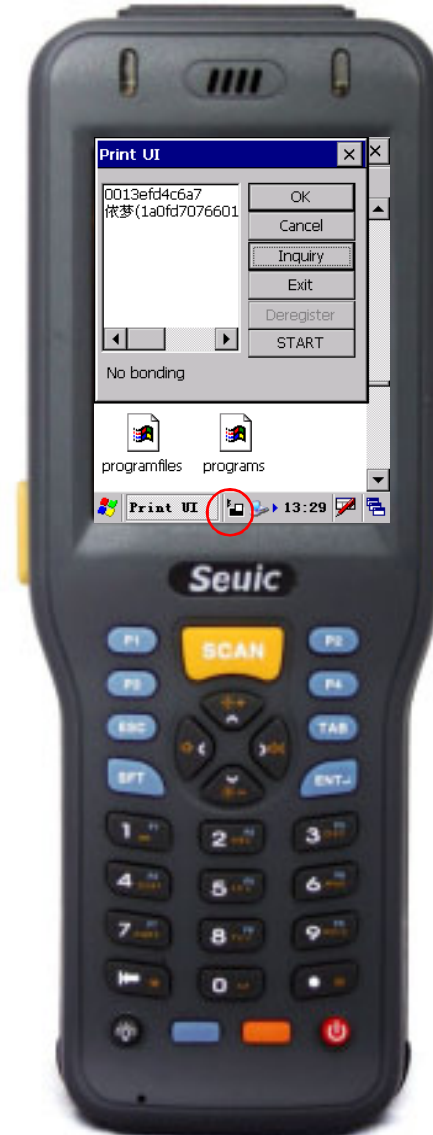 Print UI
×
×
0013efd4c6a7
依梦(1a0fd7076601
OK
Cancel
Inquiry
Exit
Deregister
START
No bonding
programfiles
programs
Print UI
13:29
Seuic
P1
SCAN
P2
P3
P4
ESC
TAB
SFT
ENT
1
2
3
4
5
6
7
8
9
0